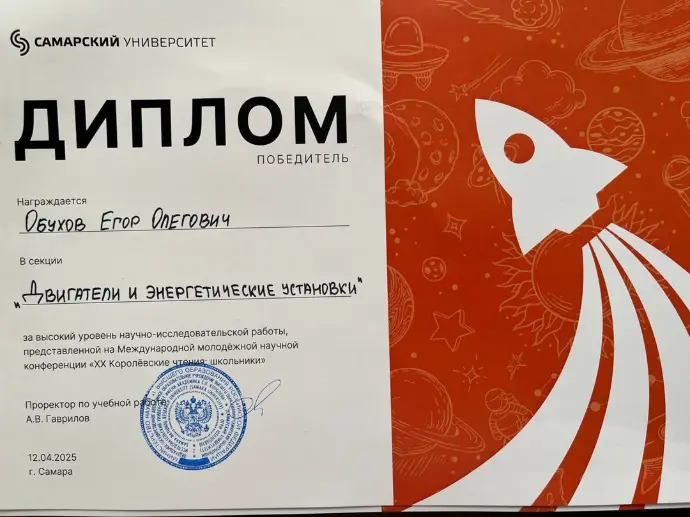 САМАРСКИЙ УНИВЕРСИТЕТ
ДИПЛОМ
ПОБЕДИТЕЛЬ
Награждается
Обухов Егор Олегович
В секции
"Двигатели и энергетические установки"
за высокий уровень научно-исследовательской работы,
представленной на Международной молодёжной научной
конференции «XX Королёвские чтения: школьники»
Проректор по учебной работе
А.В. Гаврилов
12.04.2025
г. Самара